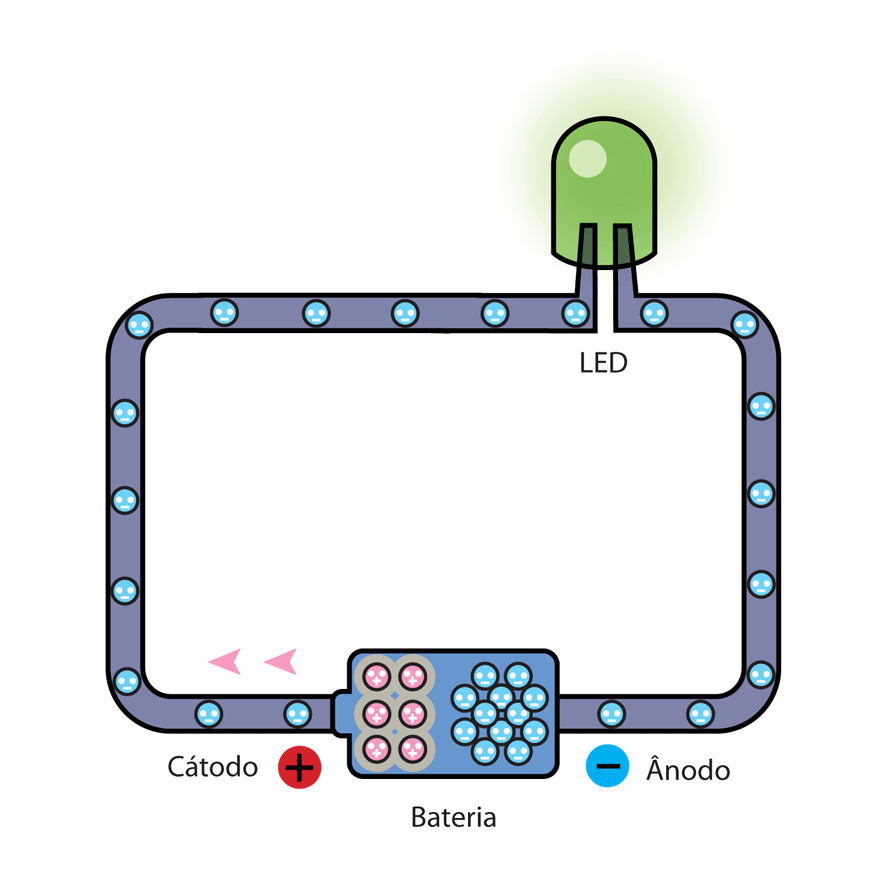 LED
Cátodo + − Ânodo
Bateria